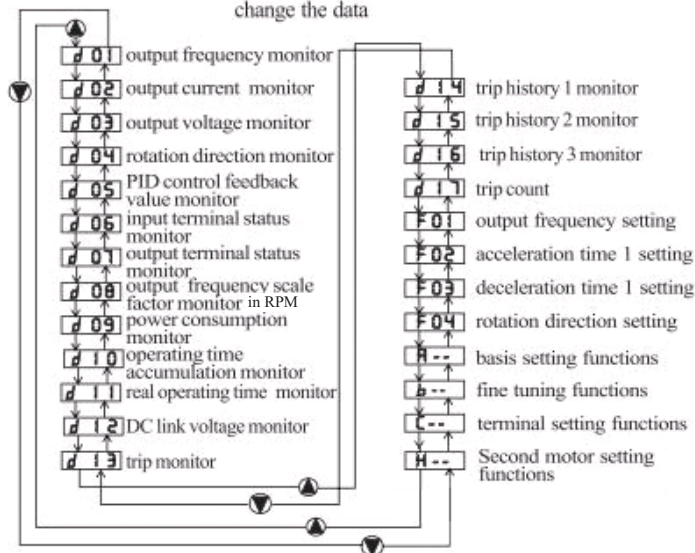 change the data
d 01 output frequency monitor
d 02 output current monitor
d 03 output voltage monitor
d 04 rotation direction monitor
d 05 PID control feedback
value monitor
d 06 input terminal status
monitor
d 07 output terminal status
monitor
d 08 output frequency scale
factor monitor in RPM
d 09 power consumption
monitor
d 10 operating time
accumulation monitor
d 11 real operating time monitor
d 12 DC link voltage monitor
d 13 trip monitor
d 14 trip history 1 monitor
d 15 trip history 2 monitor
d 16 trip history 3 monitor
d 17 trip count
F 01 output frequency setting
F 02 acceleration time 1 setting
F 03 deceleration time 1 setting
F 04 rotation direction setting
A -- basis setting functions
b -- fine tuning functions
C -- terminal setting functions
H -- Second motor setting
functions